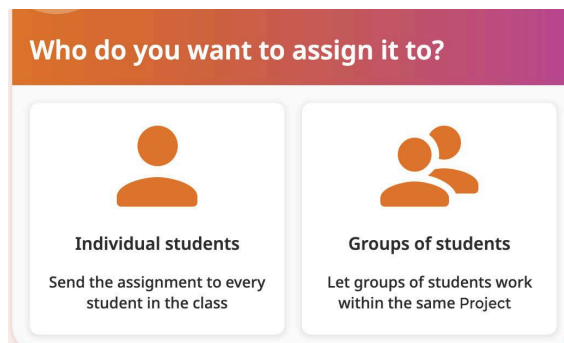 Who do you want to assign it to?
Individual students
Send the assignment to every
student in the class
Groups of students
Let groups of students work
within the same Project